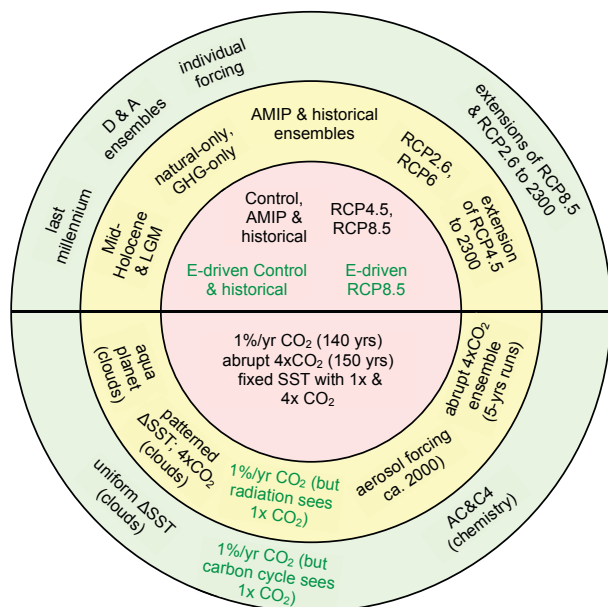 individual
forcing
D & A
ensembles
last
millennium
extensions of RCP8.5
& RCP2.6 to 2300
AMIP & historical
ensembles
natural-only,
GHG-only
Mid-
Holocene
& LGM
RCP2.6,
RCP6
extension
of RCP4.5
to 2300
Control,
AMIP &
historical
RCP4.5,
RCP8.5
E-driven Control
& historical
E-driven
RCP8.5
1%/yr CO₂ (140 yrs)
abrupt 4xCO₂ (150 yrs)
fixed SST with 1x &
4x CO₂
aqua
planet
(clouds)
patterned
ΔSST; 4xCO₂
(clouds)
1%/yr CO₂ (but
radiation sees
1x CO₂)
aerosol forcing
ca. 2000)
abrupt 4xCO₂
ensemble
(5-yrs runs)
uniform ΔSST
(clouds)
1%/yr CO₂ (but
carbon cycle sees
1x CO₂)
AC&C4
(chemistry)